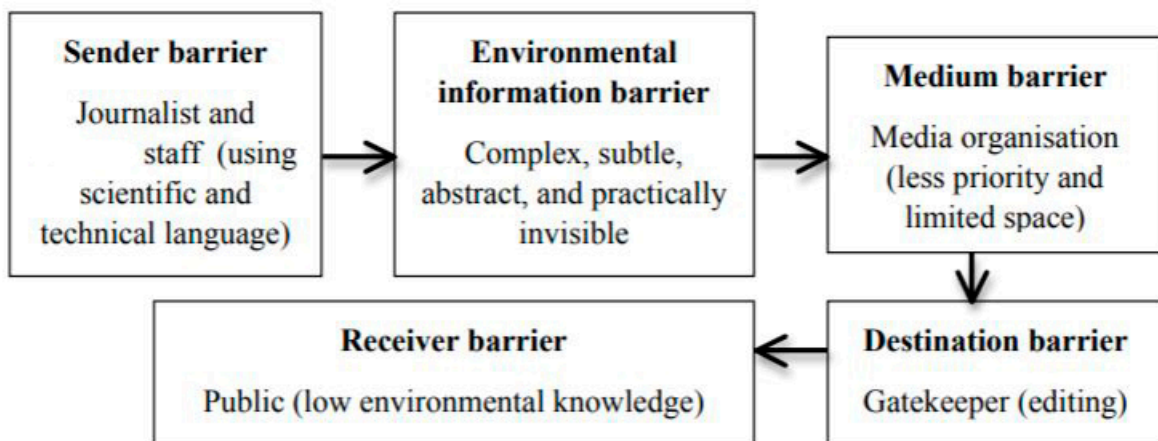 Sender barrier
Journalist and
staff (using
scientific and
technical language)
Environmental
information barrier
Complex, subtle,
abstract, and practically
invisible
Medium barrier
Media organisation
(less priority and
limited space)
Destination barrier
Gatekeeper (editing)
Receiver barrier
Public (low environmental knowledge)